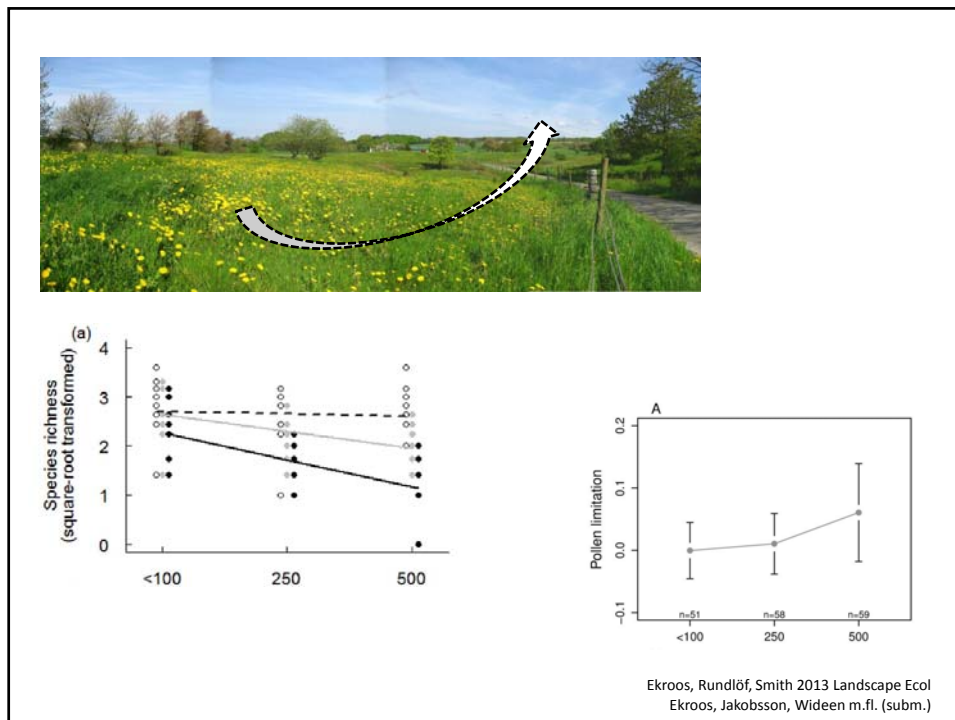 (a)
Species richness
(square-root transformed)
4
3
2
1
0
<100 250 500
A
Pollen limitation
0.2
0.1
0.0
-0.1
n=51 n=58 n=59
<100 250 500
Ekroos, Rundlöf, Smith 2013 Landscape Ecol
Ekroos, Jakobsson, Wideen m.fl. (subm.)